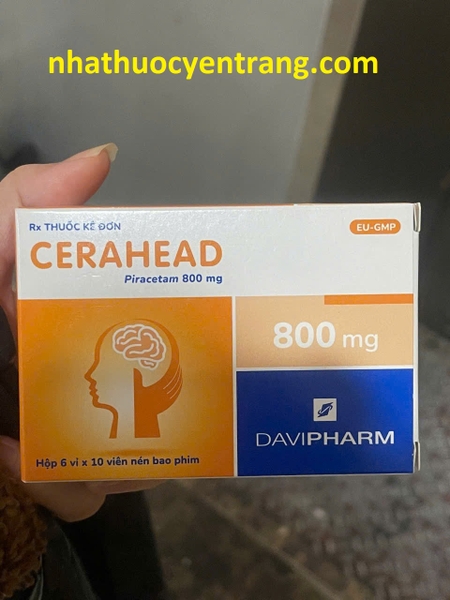 nhathuocyentrang.com
Rx THUỐC KÊ ĐƠN
EU-GMP
CERAHEAD
Piracetam 800 mg
800 mg
DAVIPHARM
Hộp 6 vỉ x 10 viên nén bao phim